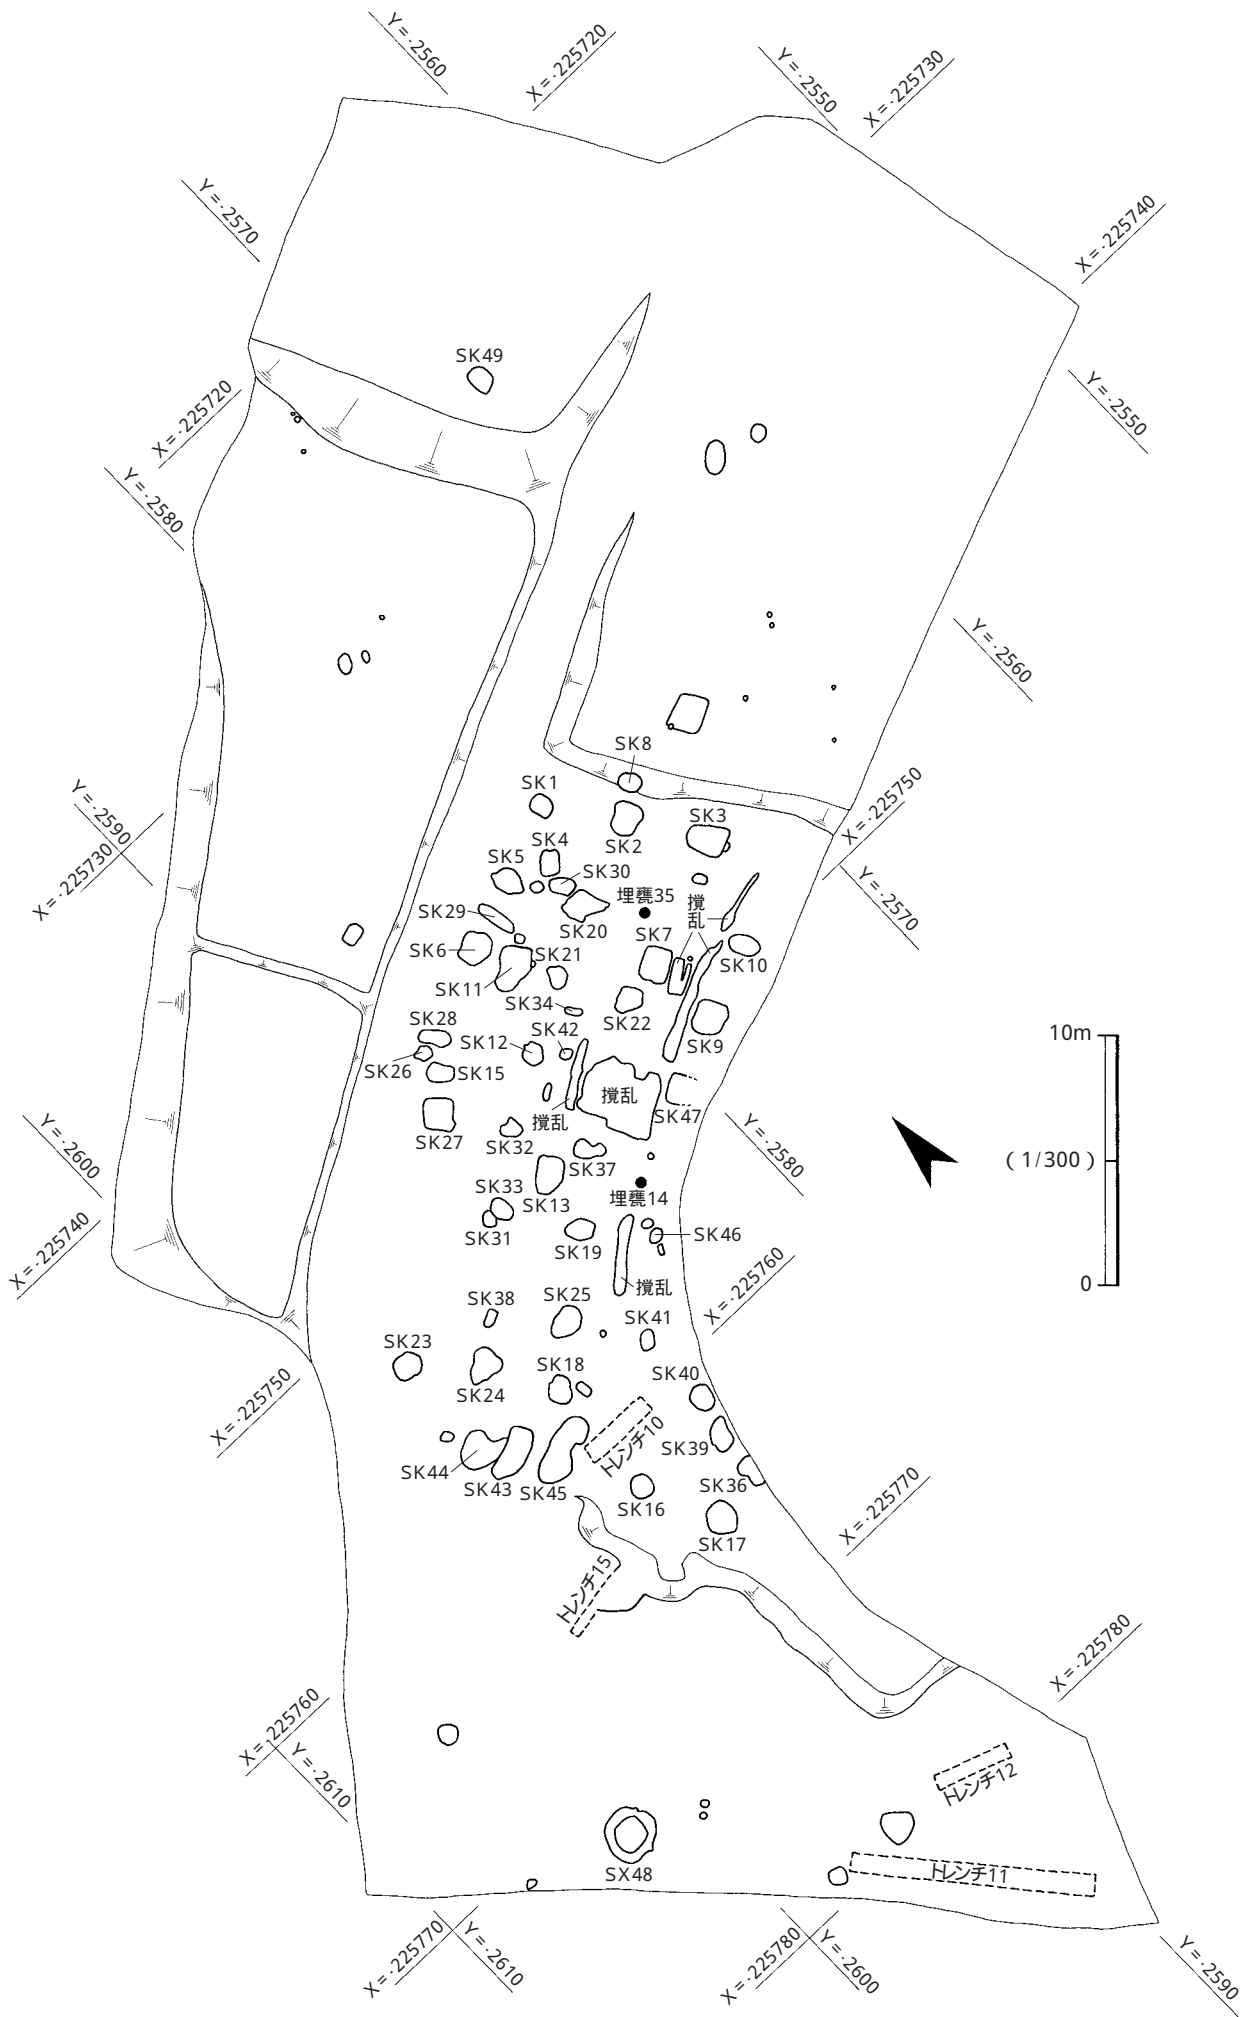 Y=-2560
X=-225720
Y=-2550
X=-225730
Y=-2570
X=-225740
SK49
X=-225720
Y=-2550
Y=-2580
Y=-2560
SK8
SK1
X=-225750
Y=-2590
SK3
SK2
SK4
SK5
SK30
X=-225730
埋甕35
Y=-2570
SK29
攪乱
SK20
SK7
SK6
SK21
SK10
SK11
SK34
SK22
SK28
SK42
SK12
SK9
10m
SK26
SK15
攪乱
SK47
攪乱
SK27
SK32
Y=-2600
Y=-2580
(1/300)
SK37
SK33
SK13
埋甕14
X=-225740
SK31
SK19
SK46
X=-225760
0
攪乱
SK38
SK25
SK41
SK23
SK18
SK40
SK24
X=-225750
トレンチ10
SK39
SK44
SK43
SK45
SK36
SK16
X=-225770
SK17
トレンチ15
X=-225780
X=-225760
Y=-2610
トレンチ12
SX48
トレンチ11
X=-225770
Y=-2610
X=-225780
Y=-2600
Y=-2590